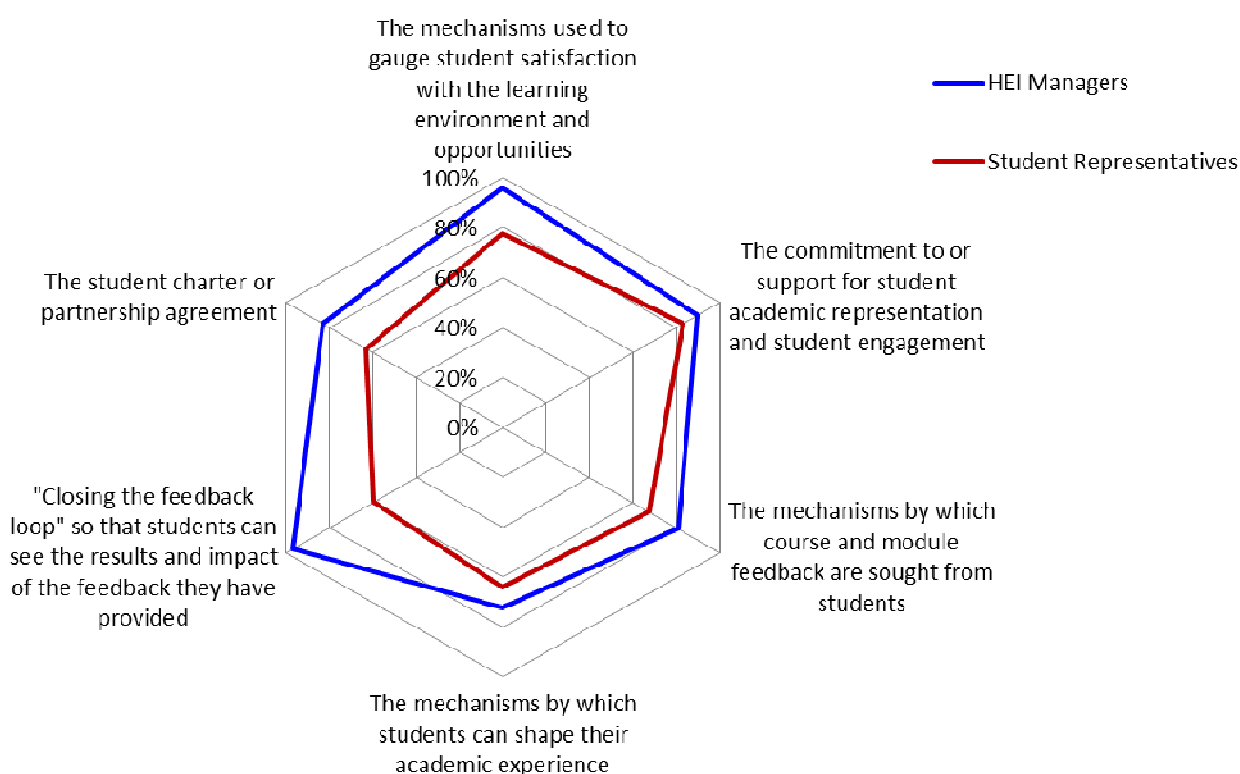 The mechanisms used to
gauge student satisfaction
with the learning
environment and
opportunities
HEI Managers
Student Representatives
100%
80%
60%
40%
20%
0%
The commitment to or
support for student
academic representation
and student engagement
The mechanisms by which
course and module
feedback are sought from
students
The mechanisms by which
students can shape their
academic experience
"Closing the feedback
loop" so that students can
see the results and impact
of the feedback they have
provided
The student charter or
partnership agreement